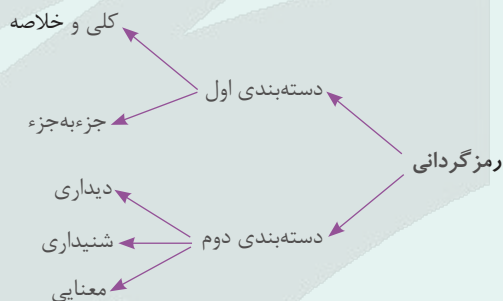 رمزگردانی
دسته‌بندی اول
کلی و خلاصه
جزءبه‌جزء
دسته‌بندی دوم
دیداری
شنیداری
معنایی